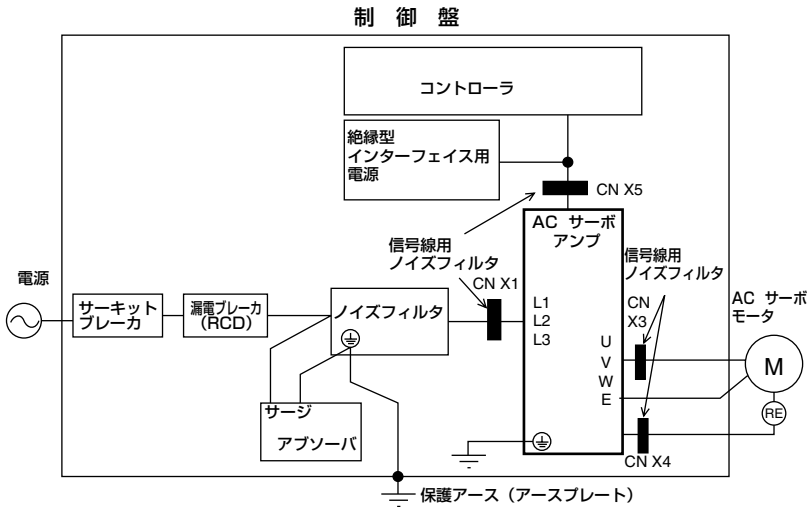 制 御 盤
コントローラ
絶縁型
インターフェイス用
電源
CN X5
AC サーボ
アンプ
信号線用
ノイズフィルタ
CN X1
信号線用
ノイズフィルタ
電源
サーキット
ブレーカ
漏電ブレーカ
(RCD)
ノイズフィルタ
L1
L2
L3
CN
X3
U
V
W
E
AC サーボ
モータ
M
RE
サージ
アブソーバ
CN X4
保護アース（アースプレート）